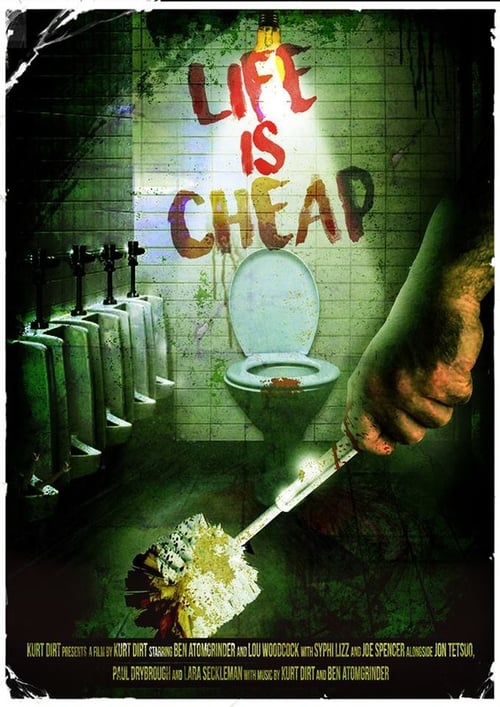 LIFE
IS
CHEAP
KURT DIRT PRESENTS A FILM BY KURT DIRT STARRING BEN ATOMGRINDER AND LOU WOODCOCK WITH SYPHI LIZZ AND JOE SPENCER ALONGSIDE JON TETSUO,
PAUL DRYBROUGH AND LARA SECKLEMAN WITH MUSIC BY KURT DIRT AND BEN ATOMGRINDER